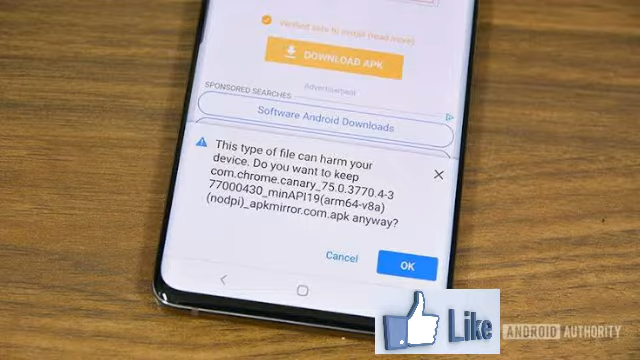 Verified safe to install (read more)
DOWNLOAD APK
Advertisement
SPONSORED SEARCHES
Software Android Downloads
This type of file can harm your
device. Do you want to keep
com.chrome.canary_75.0.3770.4-3
77000430_minAPI19(arm64-v8a)
(nodpi)_apkmirror.com.apk anyway?
Cancel
OK
Like
ANDROID AUTHORITY